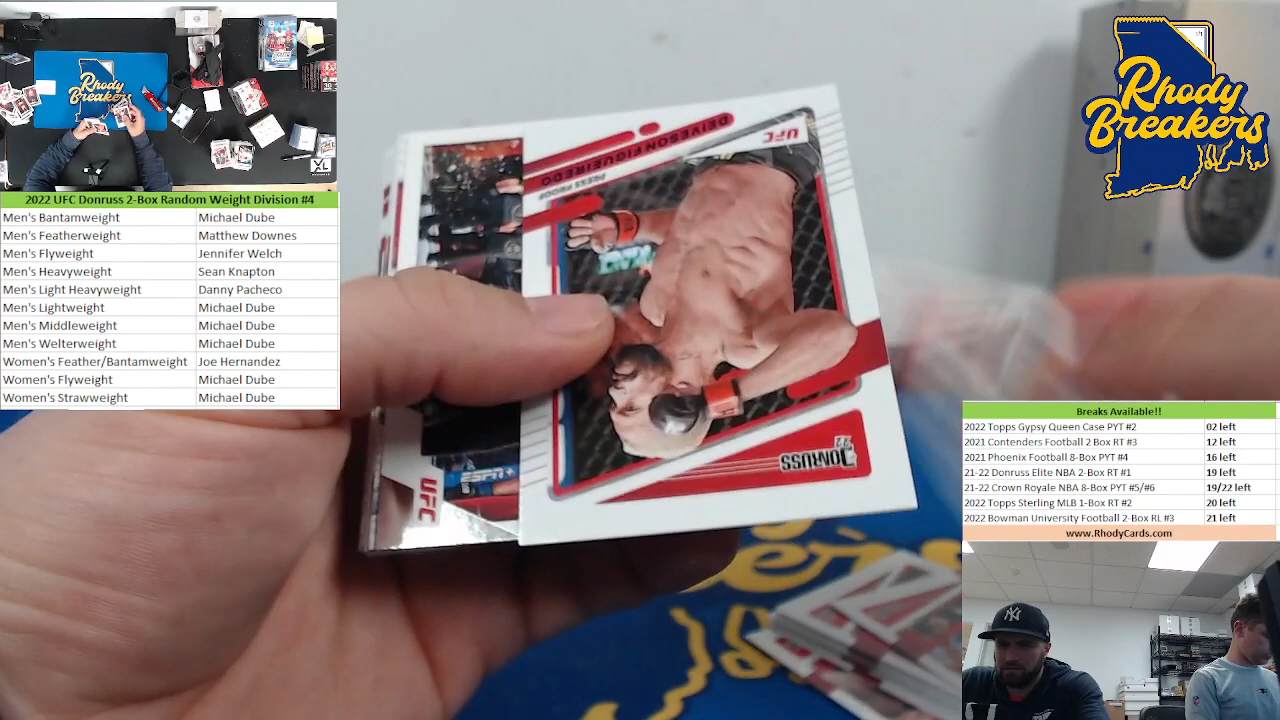 2022 UFC Donruss 2-Box Random Weight Division #4
Men's Bantamweight Michael Dube
Men's Featherweight Matthew Downes
Men's Flyweight Jennifer Welch
Men's Heavyweight Sean Knapton
Men's Light Heavyweight Danny Pacheco
Men's Lightweight Michael Dube
Men's Middleweight Michael Dube
Men's Welterweight Michael Dube
Women's Feather/Bantamweight Joe Hernandez
Women's Flyweight Michael Dube
Women's Strawweight Michael Dube
Rhody
Breakers
DEIVESON FIGUEIREDO
PRESS PROOF
UFC
DONRUSS
22
UFC
ESPN+
Rhody
Breakers
Breaks Available!!
2022 Topps Gypsy Queen Case PYT #2 02 left
2021 Contenders Football 2 Box RT #3 12 left
2021 Phoenix Football 8-Box PYT #4 16 left
21-22 Donruss Elite NBA 2-Box RT #1 19 left
21-22 Crown Royale NBA 8-Box PYT #5/#6 19/22 left
2022 Topps Sterling MLB 1-Box RT #2 20 left
2022 Bowman University Football 2-Box RL #3 21 left
www.RhodyCards.com